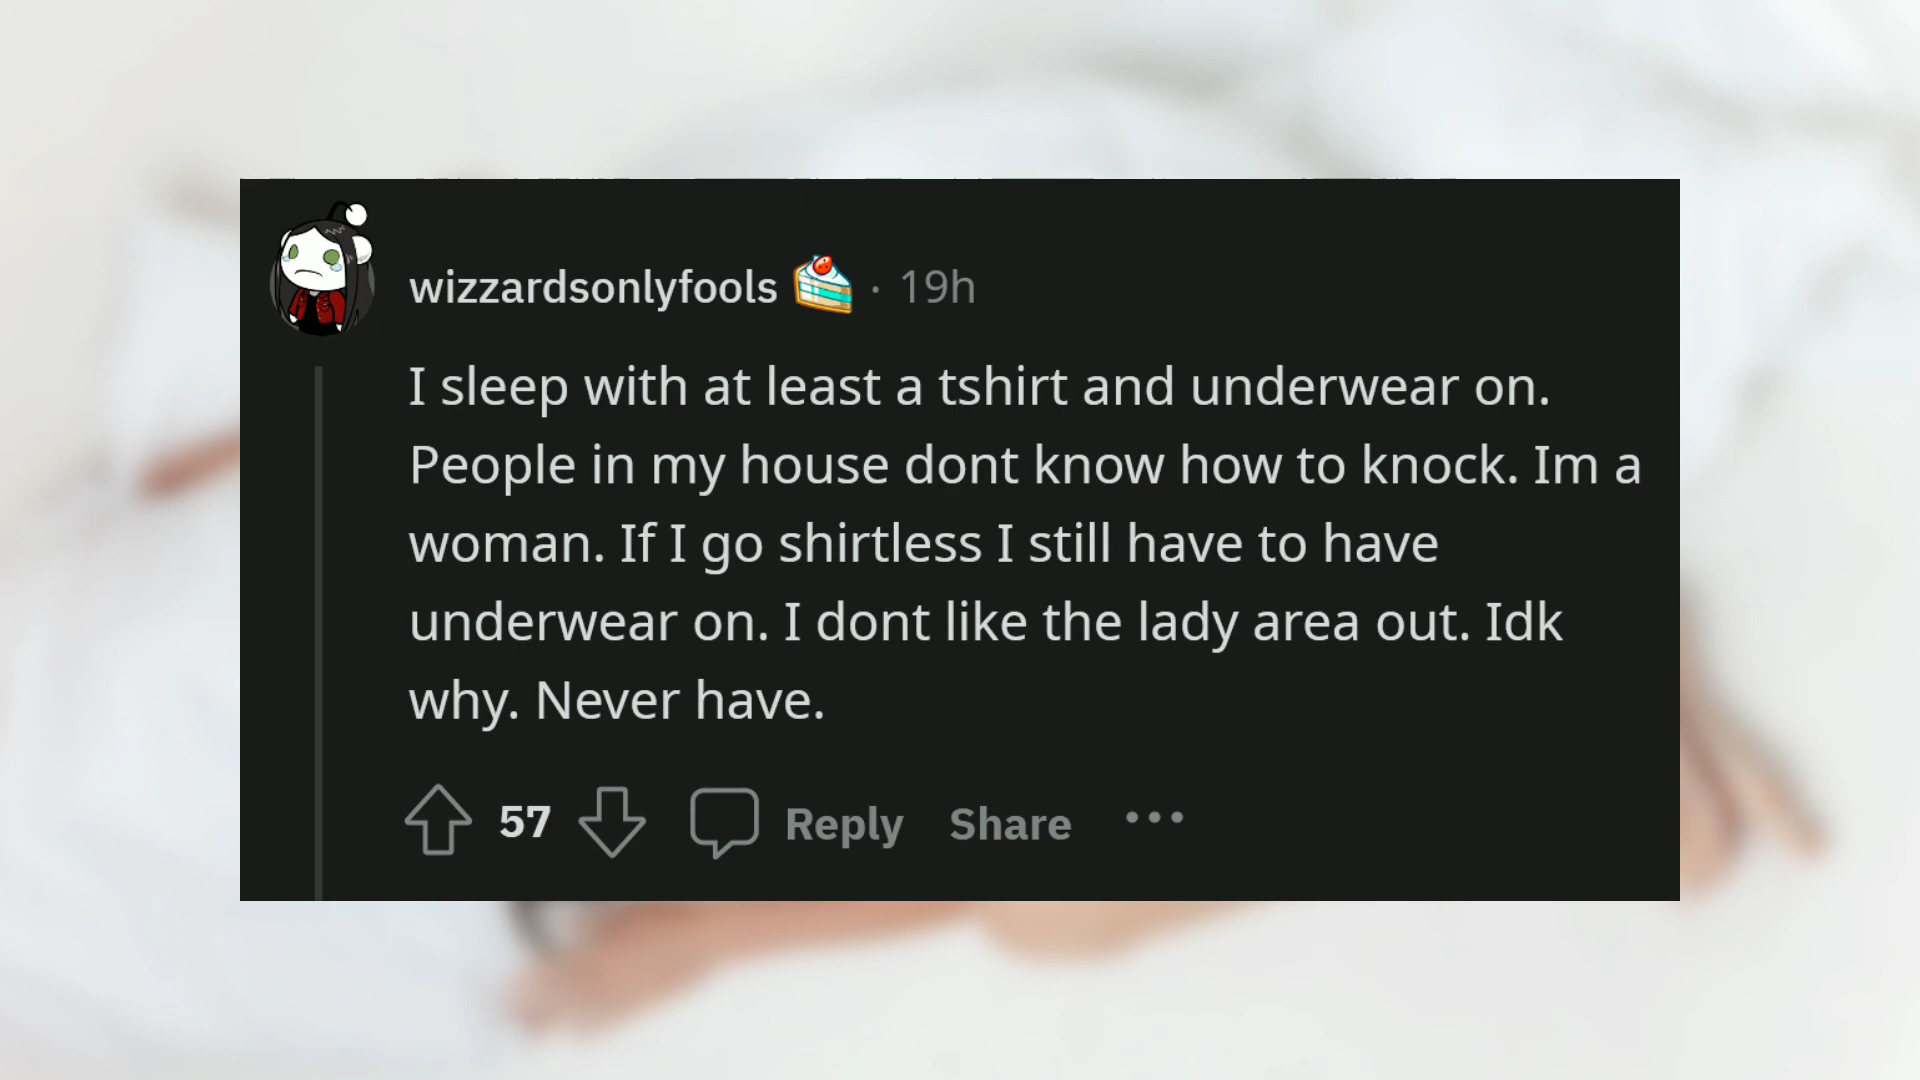 wizzardsonlyfools · 19h
I sleep with at least a tshirt and underwear on.
People in my house dont know how to knock. Im a
woman. If I go shirtless I still have to have
underwear on. I dont like the lady area out. Idk
why. Never have.
57 Reply Share ···